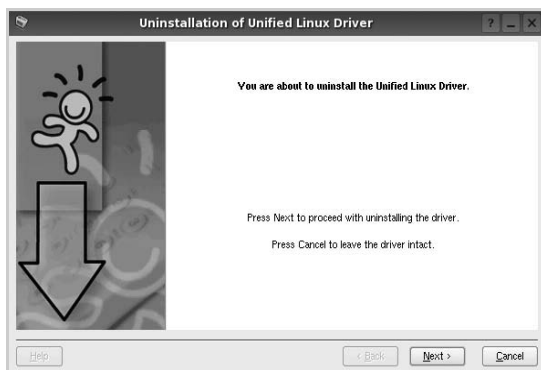 Uninstallation of Unified Linux Driver
You are about to uninstall the Unified Linux Driver.
Press Next to proceed with uninstalling the driver.
Press Cancel to leave the driver intact.
Help
< Back
Next >
Cancel